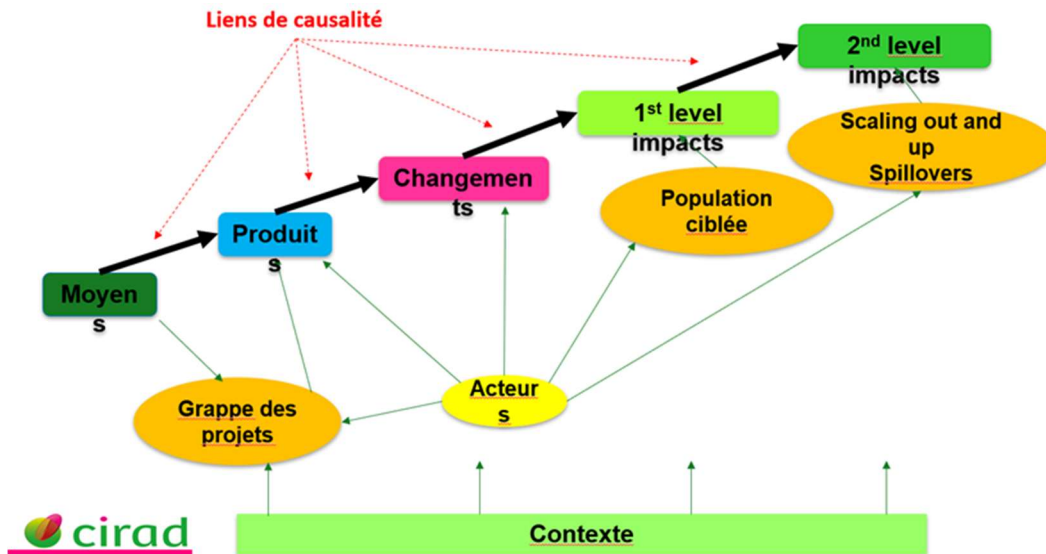 Liens de causalité
2nd level
impacts
1st level
impacts
Scaling out and
up
Spillovers
Changemen
ts
Population
ciblée
Produit
s
Moyen
s
Acteur
s
Grappe des
projets
Contexte
cirad